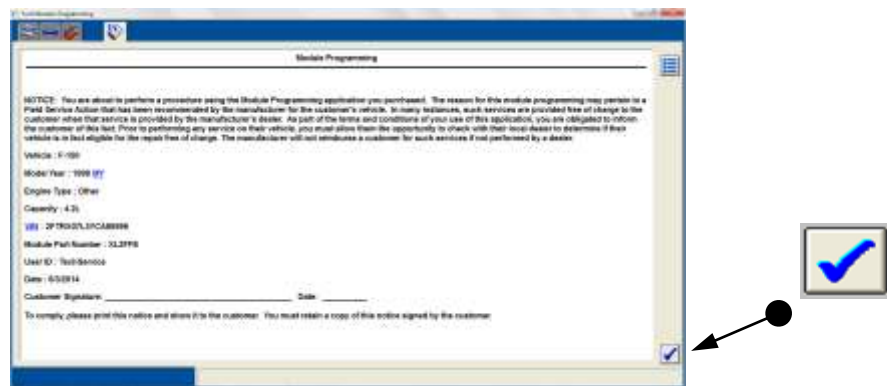 Module Programming
NOTICE: You are about to perform a procedure using the Module Programming application you purchased. The reason for this module programming may pertain to a
Field Service Action that has been recommended by the manufacturer for the customer's vehicle. In many instances, such services are provided free of charge to the
customer when that service is provided by the manufacturer's dealer. As part of the terms and conditions of your use of this application, you are obligated to inform
the customer of this fact. Prior to performing any service on their vehicle, you must allow them the opportunity to check with their local dealer to determine if their
vehicle is in fact eligible for the repair free of charge. The manufacturer will not reimburse a customer for such services if not performed by a dealer.
Vehicle : F-150
Model Year : 1999 MY
Engine Type : Other
Capacity : 4.2L
VIN :
Module Part Number :
User ID :
Date : 6/3/2014
Customer Signature: Date:
To comply, please print this notice and show it to the customer. You must retain a copy of this notice signed by the customer.